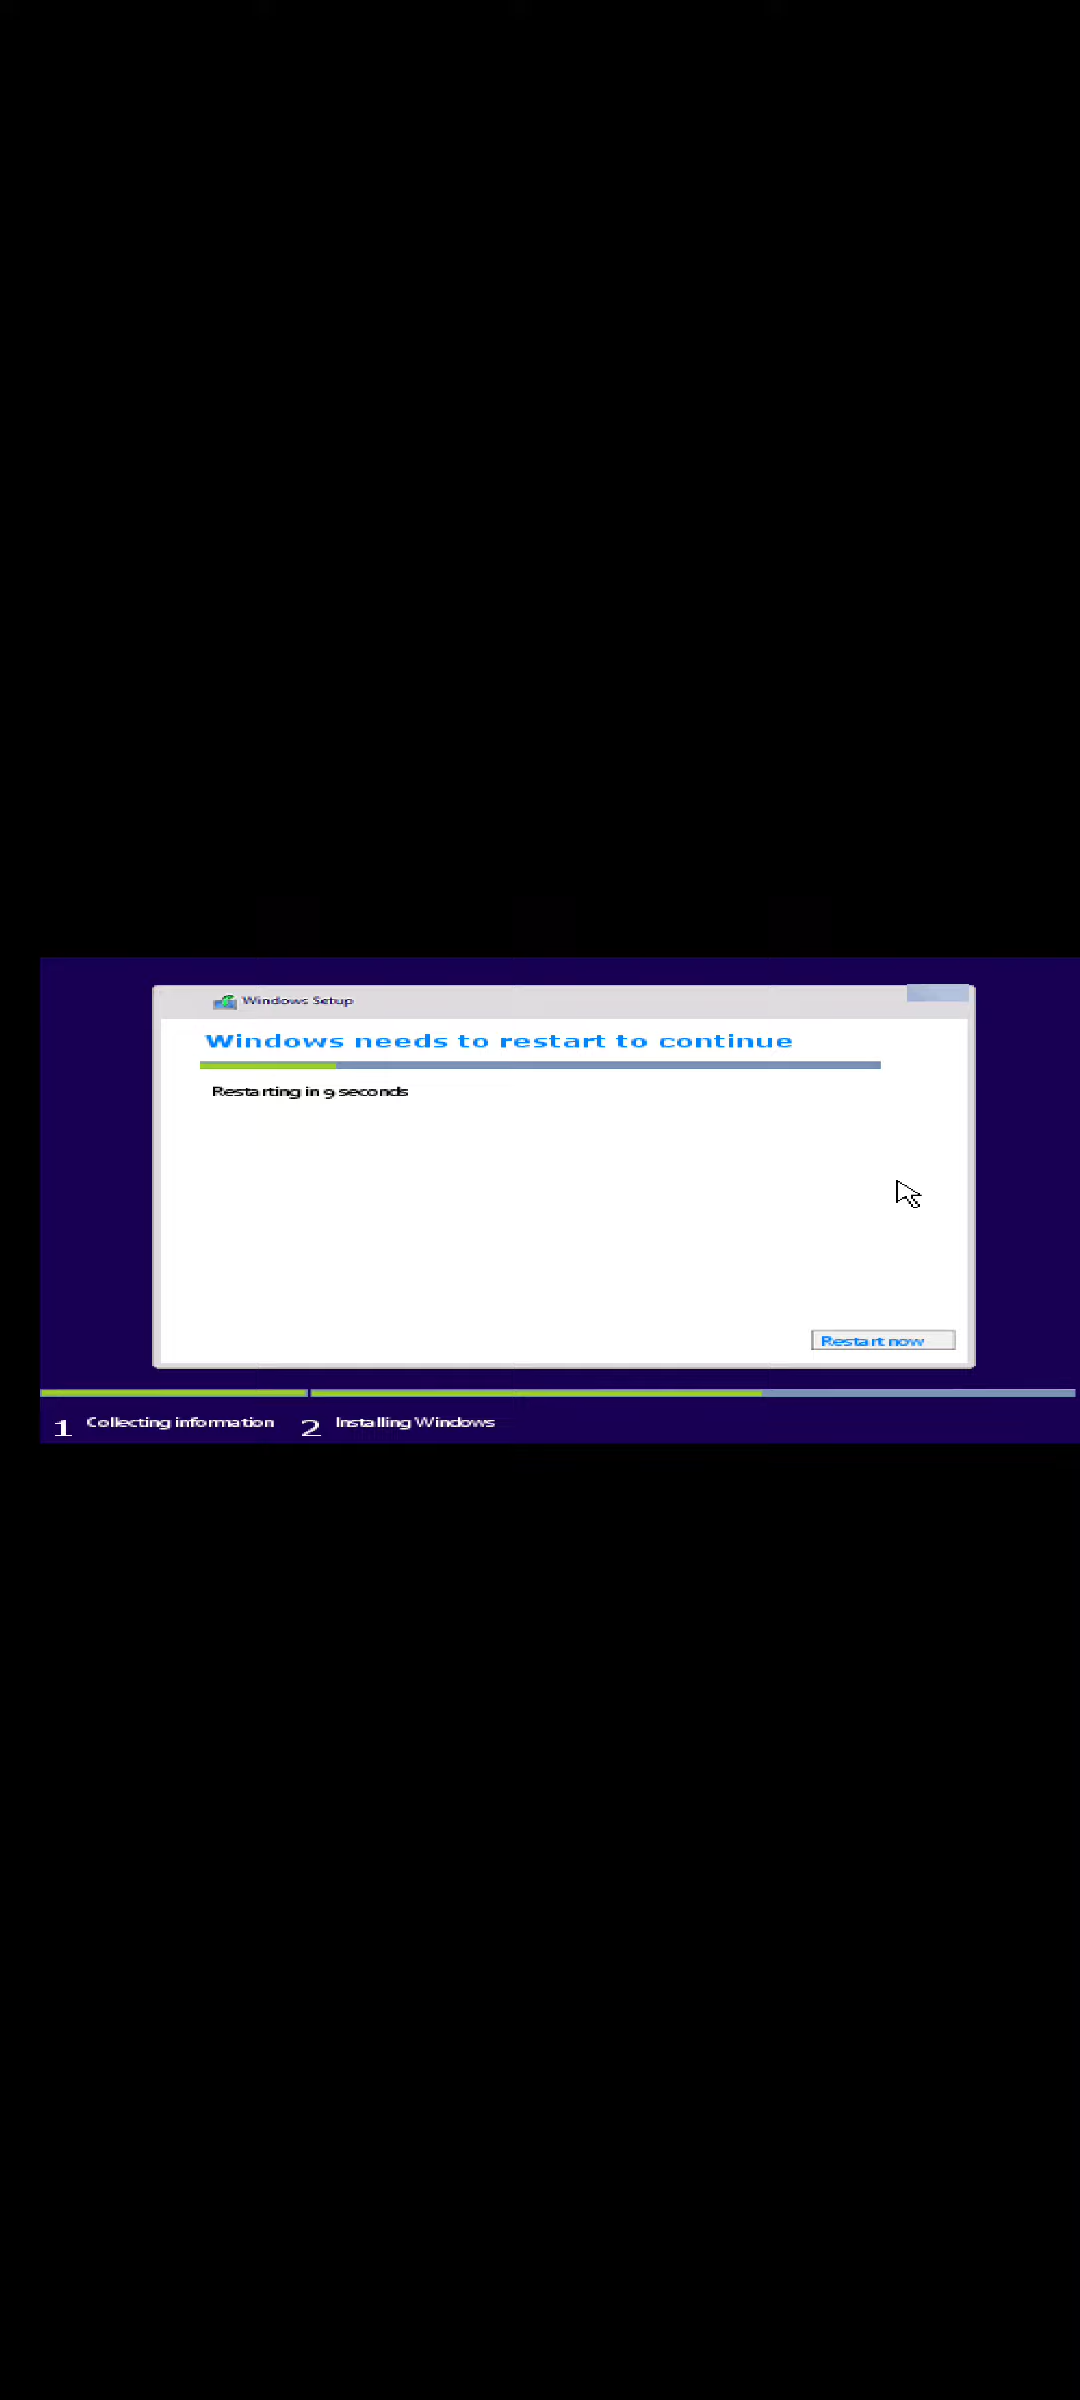 Windows Setup
Windows needs to restart to continue
Restarting in 9 seconds
Restart now
1 Collecting information 2 Installing Windows